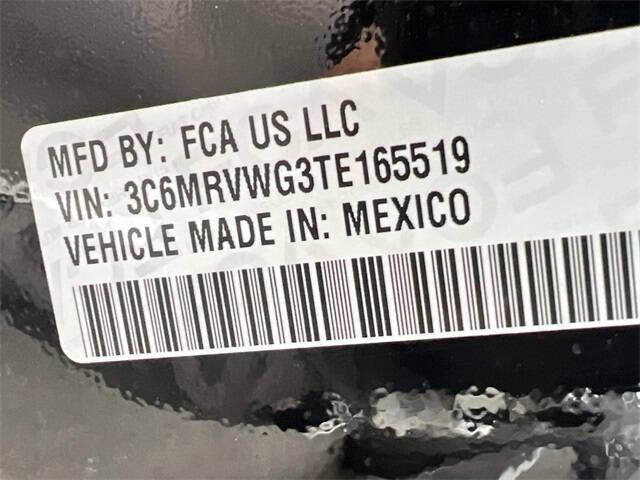 MFD BY: FCA US LLC
VIN: 3C6MRVWG3TE165519
VEHICLE MADE IN: MEXICO